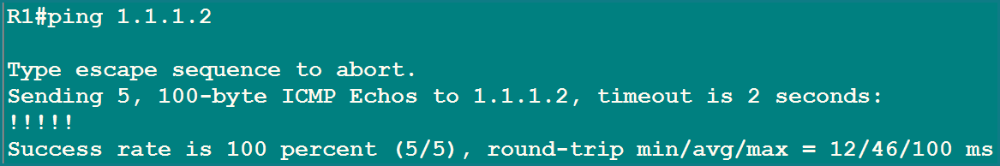 R1#ping 1.1.1.2
Type escape sequence to abort.
Sending 5, 100-byte ICMP Echos to 1.1.1.2, timeout is 2 seconds:
!!!!!
Success rate is 100 percent (5/5), round-trip min/avg/max = 12/46/100 ms